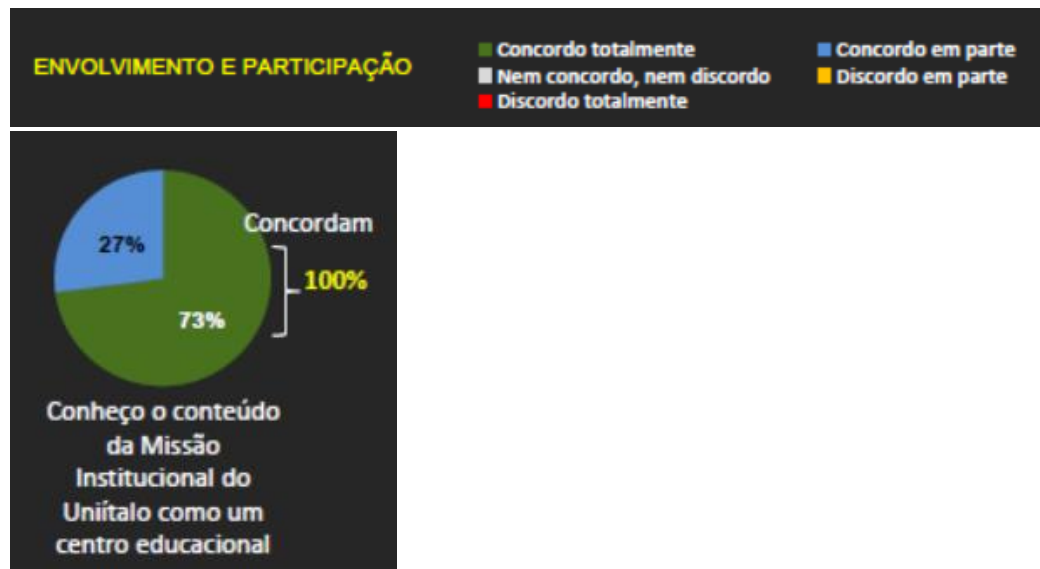 ENVOLVIMENTO E PARTICIPAÇÃO
Concordo totalmente
Concordo em parte
Nem concordo, nem discordo
Discordo em parte
Discordo totalmente
Concordam
27%
100%
73%
Conheço o conteúdo
da Missão
Institucional do
Uniítalo como um
centro educacional